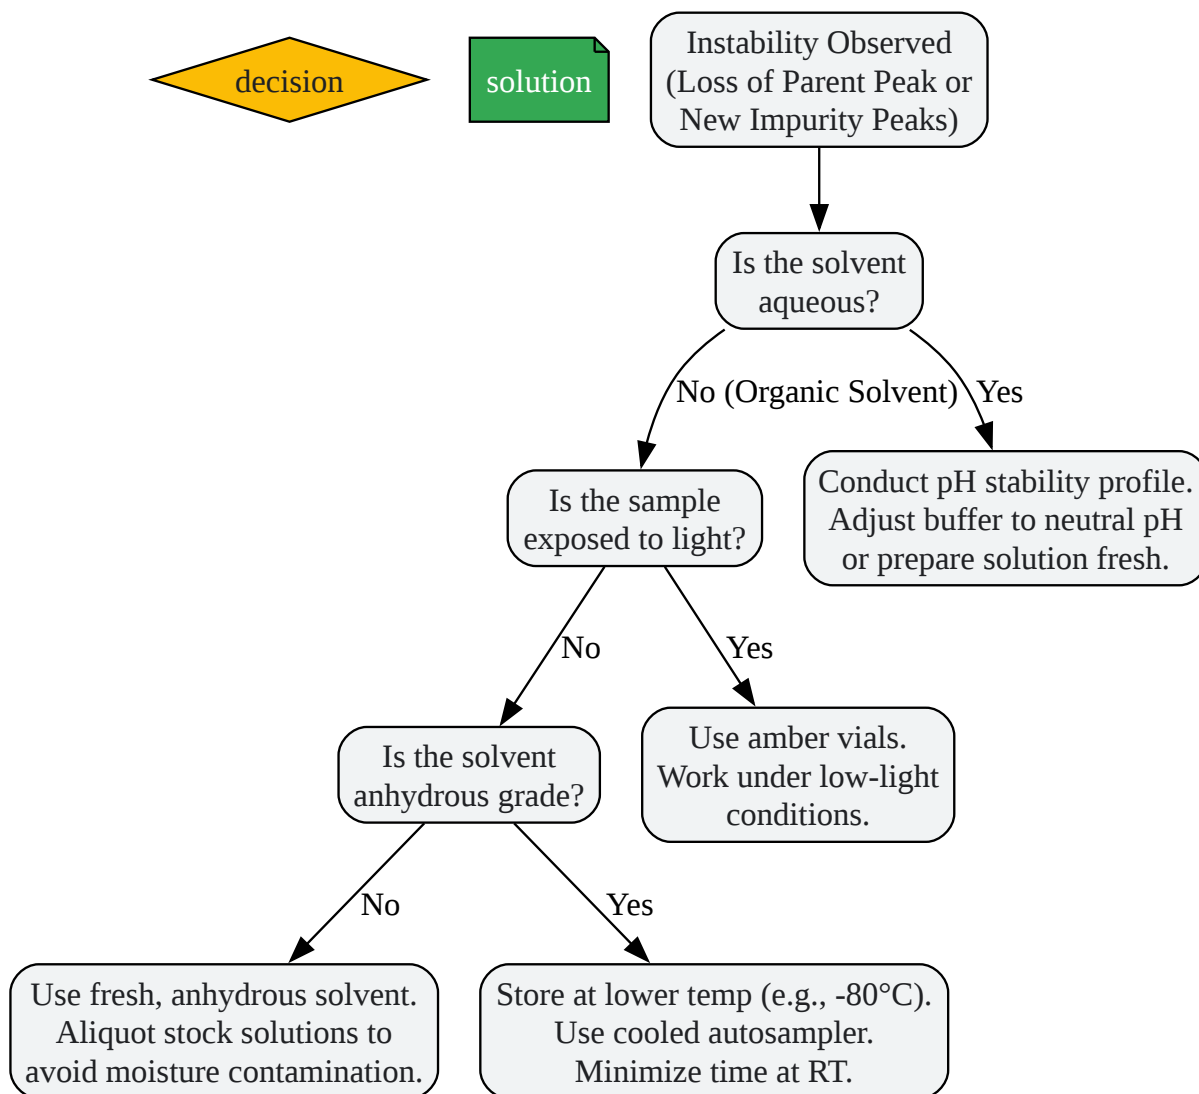 decision
solution
Instability Observed
(Loss of Parent Peak or
New Impurity Peaks)
Is the solvent
aqueous?
No (Organic Solvent)
Yes
Is the sample
exposed to light?
Conduct pH stability profile.
Adjust buffer to neutral pH
or prepare solution fresh.
No
Yes
Is the solvent
anhydrous grade?
Use amber vials.
Work under low-light
conditions.
No
Yes
Use fresh, anhydrous solvent.
Aliquot stock solutions to
avoid moisture contamination.
Store at lower temp (e.g., -80°C).
Use cooled autosampler.
Minimize time at RT.